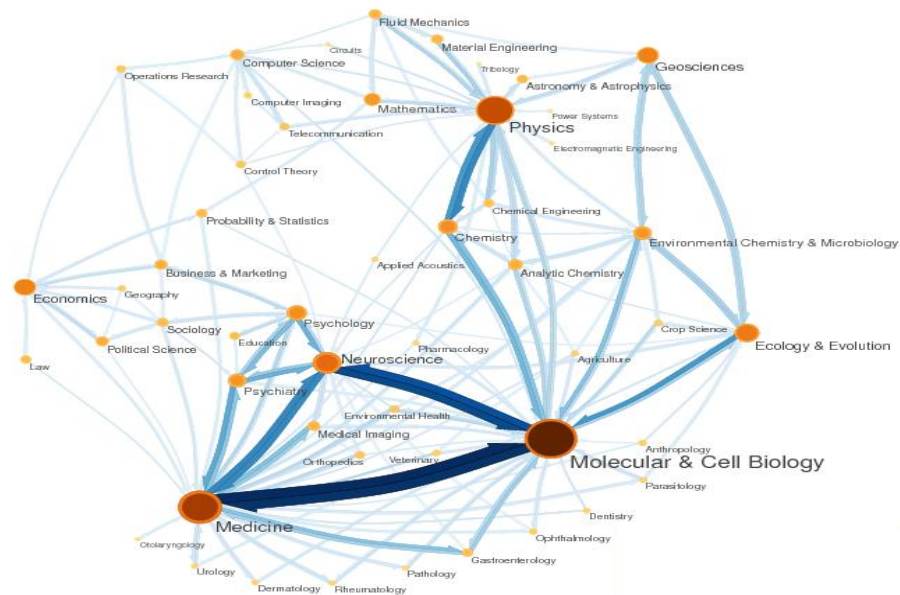 Fluid Mechanics
Material Engineering
Circuits
Computer Science
Tribology
Geosciences
Operations Research
Astronomy & Astrophysics
Computer Imaging
Mathematics
Power Systems
Physics
Telecommunication
Electromagnetic Engineering
Control Theory
Chemical Engineering
Probability & Statistics
Chemistry
Environmental Chemistry & Microbiology
Applied Acoustics
Analytic Chemistry
Business & Marketing
Economics
Geography
Psychology
Sociology
Crop Science
Education
Ecology & Evolution
Political Science
Pharmacology
Neuroscience
Agriculture
Law
Psychiatry
Environmental Health
Medical Imaging
Anthropology
Orthopedics
Veterinary
Molecular & Cell Biology
Parasitology
Dentistry
Medicine
Ophthalmology
Otolaryngology
Gastroenterology
Urology
Pathology
Dermatology
Rheumatology